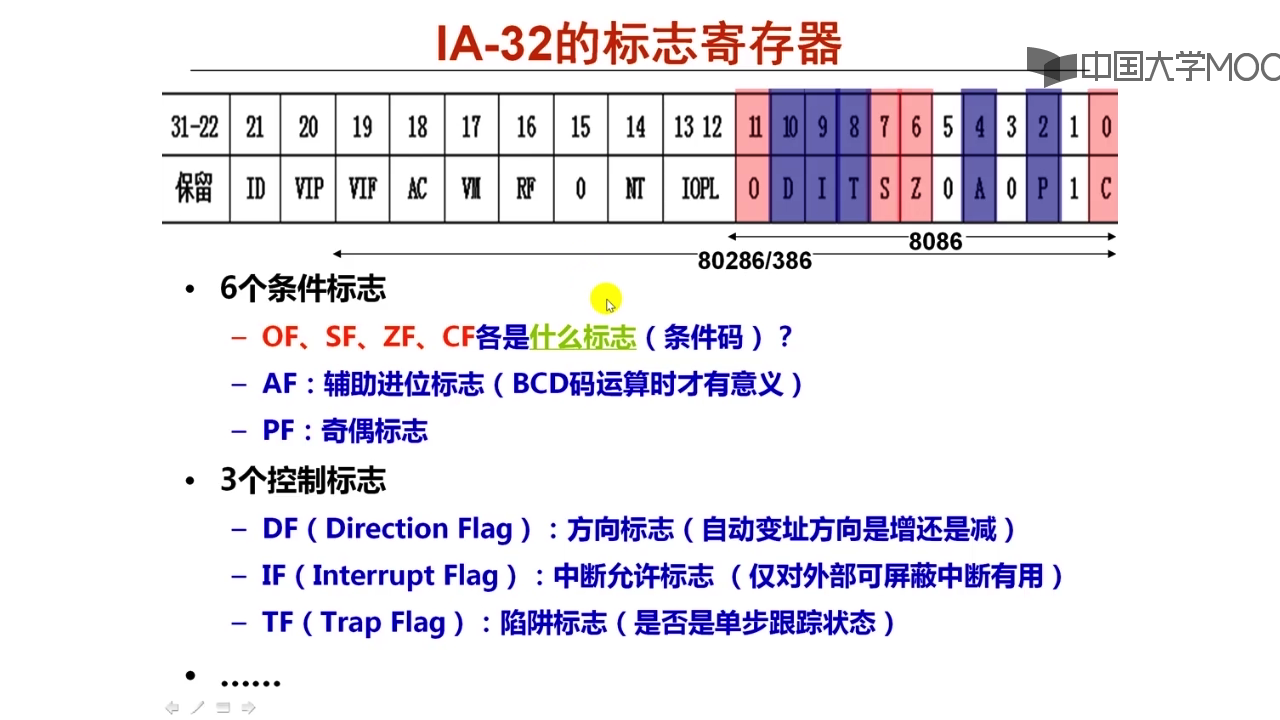 IA-32的标志寄存器
中国大学MOO
31-22 21 20 19 18 17 16 15 14 13 12 11 10 9 8 7 6 5 4 3 2 1 0
保留 ID VIP VIF AC VM RF 0 NT IOPL O D I T S Z 0 A 0 P 1 C
8086
80286/386
• 6个条件标志
– OF、SF、ZF、CF各是什么标志（条件码）？
– AF：辅助进位标志（BCD码运算时才有意义）
– PF：奇偶标志
• 3个控制标志
– DF（Direction Flag）：方向标志（自动变址方向是增还是减）
– IF（Interrupt Flag）：中断允许标志 （仅对外部可屏蔽中断有用）
– TF（Trap Flag）：陷阱标志（是否是单步跟踪状态）
• ……